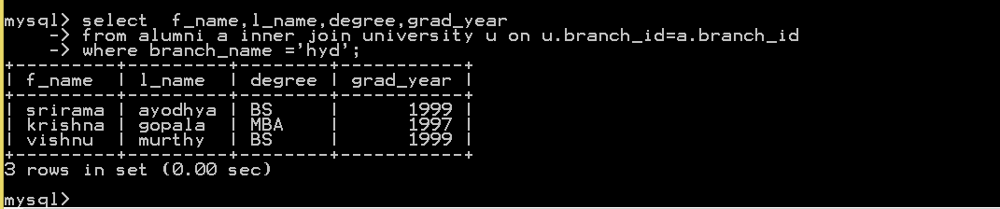 mysql> select  f_name,l_name,degree,grad_year
    -> from alumni a inner join university u on u.branch_id=a.branch_id
    -> where branch_name ='hyd';
+----------+----------+--------+-----------+
| f_name   | l_name   | degree | grad_year |
+----------+----------+--------+-----------+
| srirama  | ayodhya  | BS     |      1999 |
| krishna  | gopala   | MBA    |      1997 |
| vishnu   | murthy   | BS     |      1999 |
+----------+----------+--------+-----------+
3 rows in set (0.00 sec)
mysql>